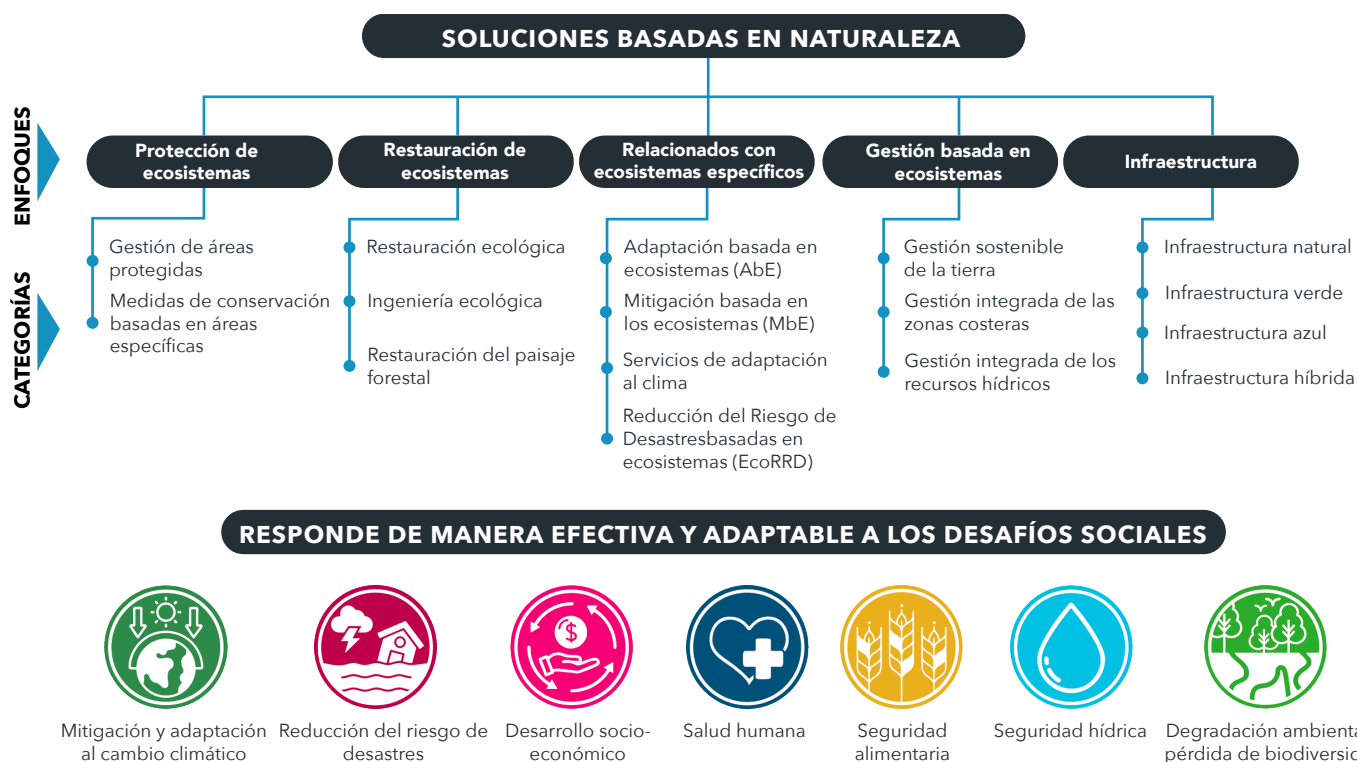 SOLUCIONES BASADAS EN NATURALEZA
ENFOQUES
Protección de
ecosistemas
Restauración de
ecosistemas
Relacionados con
ecosistemas específicos
Gestión basada en
ecosistemas
Infraestructura
CATEGORÍAS
Gestión de áreas
protegidas
Medidas de conservación
basadas en áreas
específicas
Restauración ecológica
Ingeniería ecológica
Restauración del paisaje
forestal
Adaptación basada en
ecosistemas (AbE)
Mitigación basada en
los ecosistemas (MbE)
Servicios de adaptación
al clima
Reducción del Riesgo de
Desastresbasadas en
ecosistemas (EcoRRD)
Gestión sostenible
de la tierra
Gestión integrada de las
zonas costeras
Gestión integrada de los
recursos hídricos
Infraestructura natural
Infraestructura verde
Infraestructura azul
Infraestructura híbrida
RESPONDE DE MANERA EFECTIVA Y ADAPTABLE A LOS DESAFÍOS SOCIALES
$
Mitigación y adaptación
al cambio climático
Reducción del riesgo de
desastres
Desarrollo socio-
económico
Salud humana
Seguridad
alimentaria
Seguridad hídrica
Degradación
pérdida de